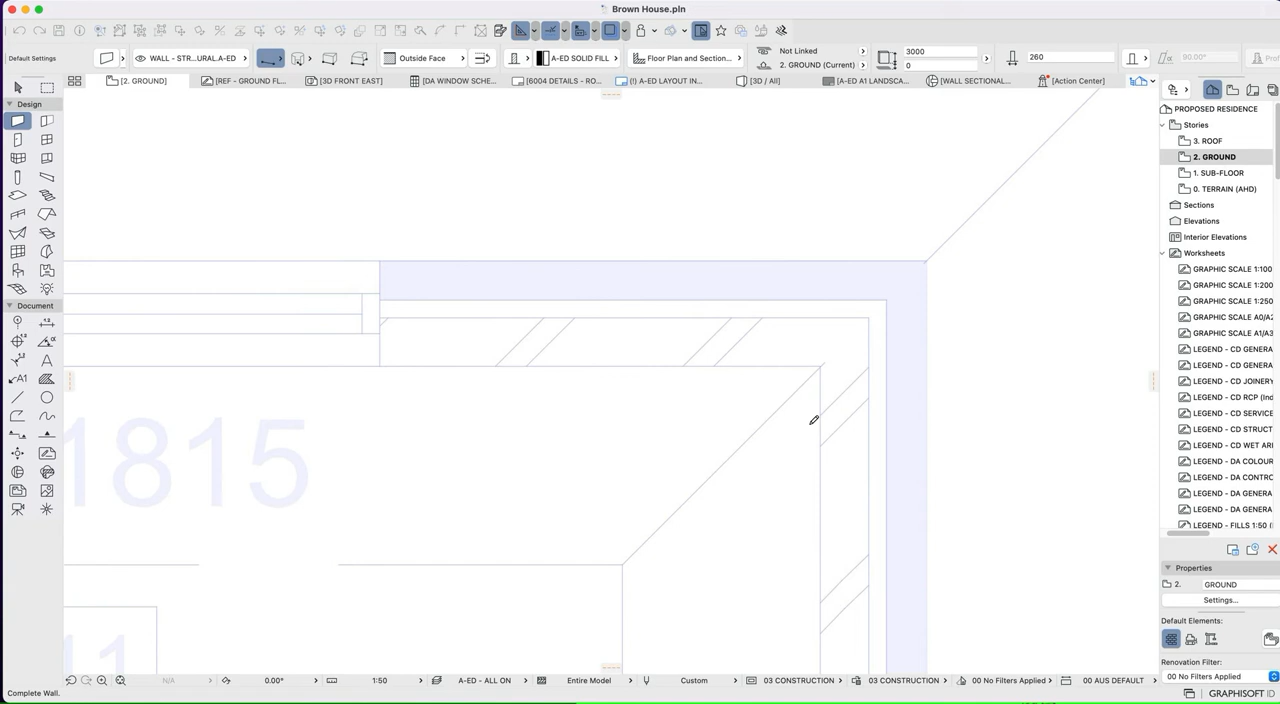 Brown House.pln
Default Settings
WALL - STR...URAL.A-ED
Outside Face
A-ED SOLID FILL
Floor Plan and Section...
Not Linked
2. GROUND (Current)
3000
0
260
90.00°
Prof
[2. GROUND]
[REF - GROUND FL...
[3D FRONT EAST]
[DA WINDOW SCHE...
[6004 DETAILS - RO...
(!) A-ED LAYOUT IN...
[3D / All]
[A-ED A1 LANDSCA...
[WALL SECTIONAL...
[Action Center]
Design
Document
A1
1815
PROPOSED RESIDENCE
Stories
3. ROOF
2. GROUND
1. SUB-FLOOR
0. TERRAIN (AHD)
Sections
Elevations
Interior Elevations
Worksheets
GRAPHIC SCALE 1:100
GRAPHIC SCALE 1:200
GRAPHIC SCALE 1:250
GRAPHIC SCALE A0/A2
GRAPHIC SCALE A1/A3
LEGEND - CD GENERA
LEGEND - CD GENERA
LEGEND - CD JOINERY
LEGEND - CD RCP (Ind
LEGEND - CD SERVICE
LEGEND - CD STRUCT
LEGEND - CD WET AR
LEGEND - DA COLOUR
LEGEND - DA CONTRO
LEGEND - DA GENERA
LEGEND - DA GENERA
LEGEND - FILLS 1:50 (
Properties
2.
GROUND
Settings...
Default Elements:
Renovation Filter:
00 No Filters Applied
N/A
0.00°
1:50
A-ED - ALL ON
Entire Model
Custom
03 CONSTRUCTION
03 CONSTRUCTION
00 No Filters Applied
00 AUS DEFAULT
Complete Wall.
GRAPHISOFT ID